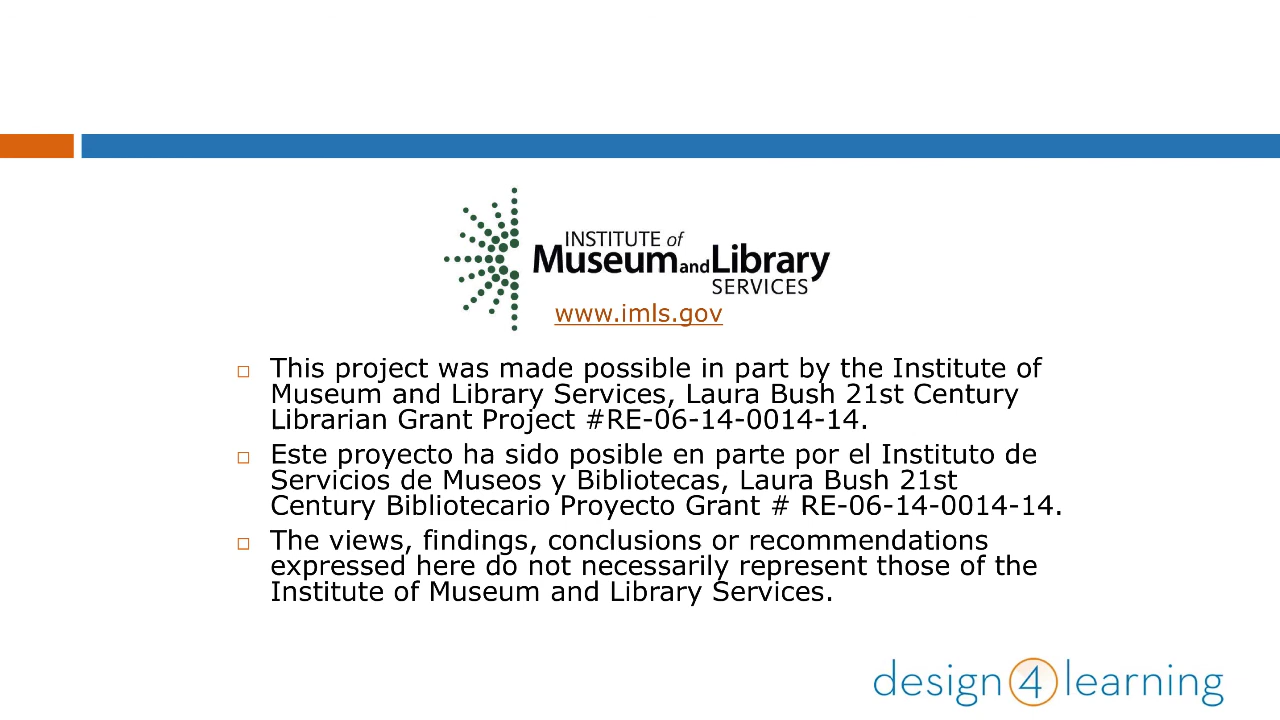 INSTITUTE of
Museum and Library
SERVICES
www.imls.gov
□ This project was made possible in part by the Institute of
Museum and Library Services, Laura Bush 21st Century
Librarian Grant Project #RE-06-14-0014-14.
□ Este proyecto ha sido posible en parte por el Instituto de
Servicios de Museos y Bibliotecas, Laura Bush 21st
Century Bibliotecario Proyecto Grant # RE-06-14-0014-14.
□ The views, findings, conclusions or recommendations
expressed here do not necessarily represent those of the
Institute of Museum and Library Services.
design 4 learning